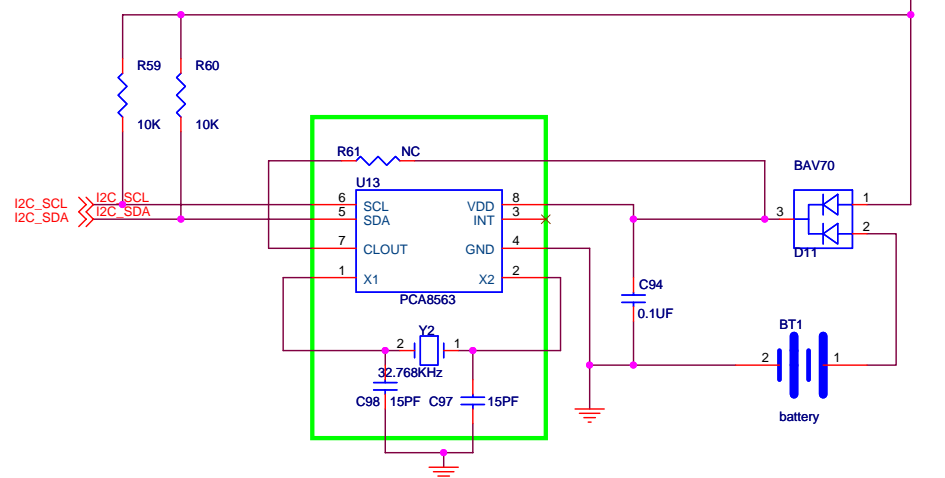 R59
R60
10K
10K
R61
NC
BAV70
U13
I2C_SCL
I2C_SCL
6
SCL
VDD
8
1
I2C_SDA
I2C_SDA
5
SDA
INT
3
3
2
7
CLOUT
GND
4
D11
1
X1
X2
2
C94
PCA8563
0.1UF
Y2
BT1
2
1
2
1
32.768KHz
C98
15PF
C97
15PF
battery